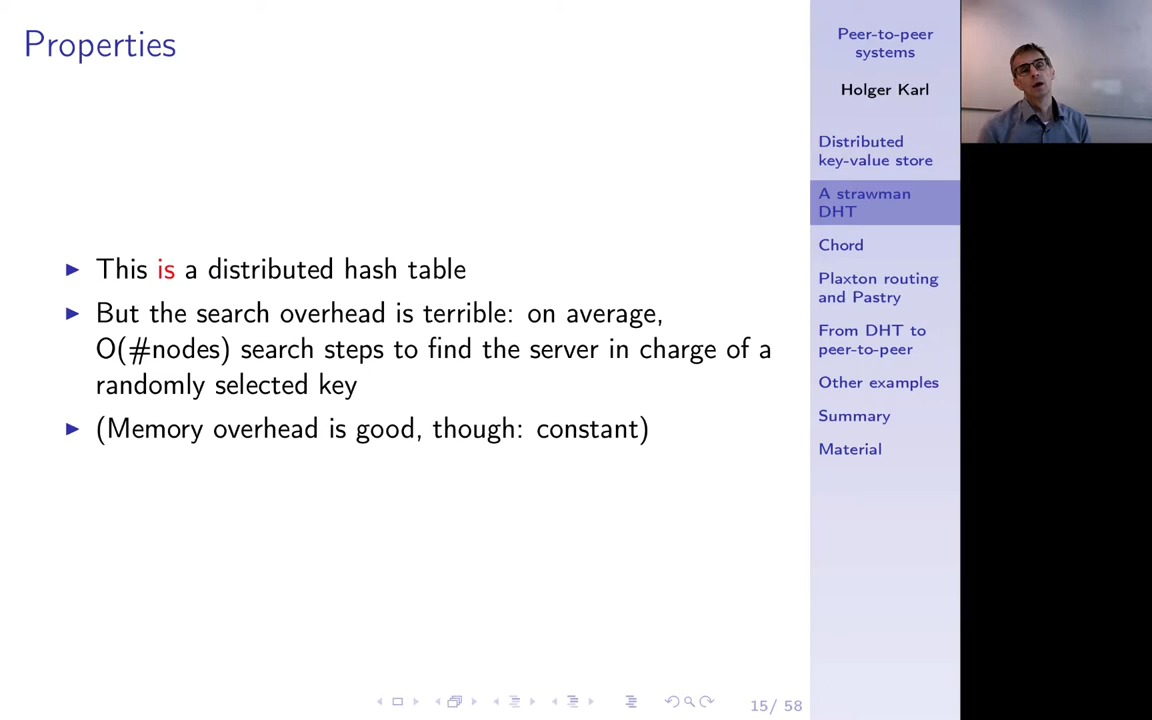 Properties
This is a distributed hash table
But the search overhead is terrible: on average,
O(#nodes) search steps to find the server in charge of a
randomly selected key
(Memory overhead is good, though: constant)
Peer-to-peer
systems
Holger Karl
Distributed
key-value store
A strawman
DHT
Chord
Plaxton routing
and Pastry
From DHT to
peer-to-peer
Other examples
Summary
Material
15/ 58